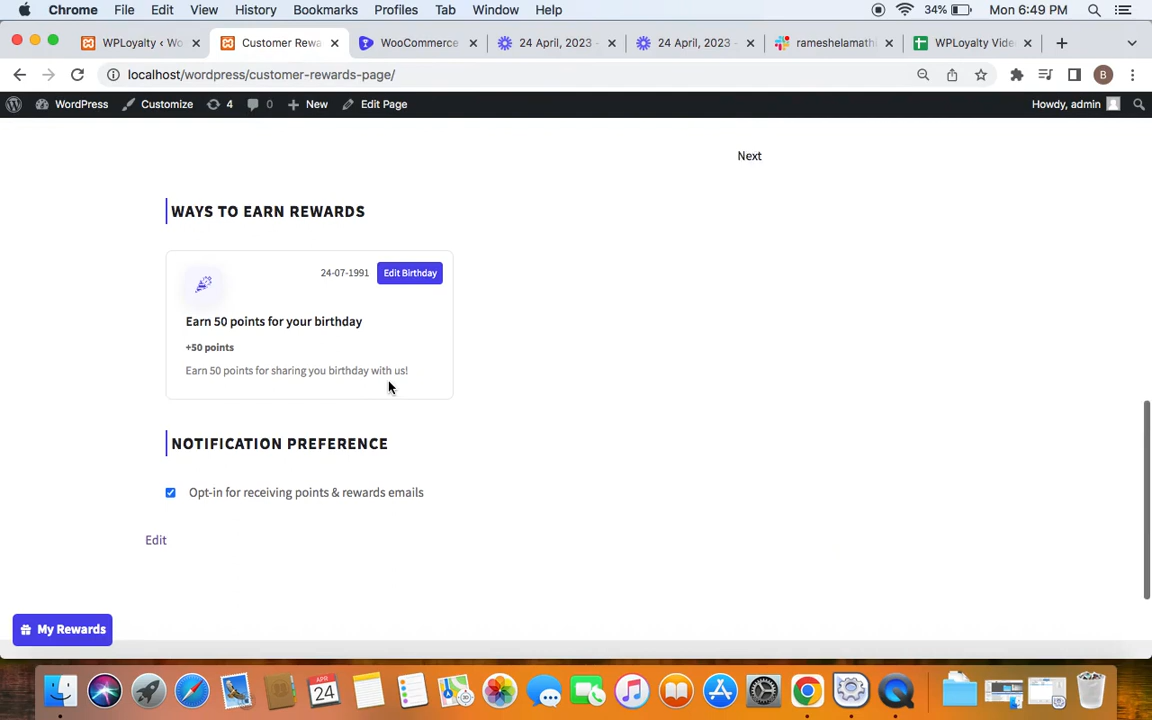 Chrome File Edit View History Bookmarks Profiles Tab Window Help 34% Mon 6:49 PM
WPLoyalty ‹ Wo Customer Rewa WooCommerce 24 April, 2023 - 24 April, 2023 - rameshelamathi WPLoyalty Vide
localhost/wordpress/customer-rewards-page/ B
WordPress Customize 4 0 New Edit Page Howdy, admin
Next
WAYS TO EARN REWARDS
24-07-1991 Edit Birthday
Earn 50 points for your birthday
+50 points
Earn 50 points for sharing you birthday with us!
NOTIFICATION PREFERENCE
Opt-in for receiving points & rewards emails
Edit
My Rewards
APR
24